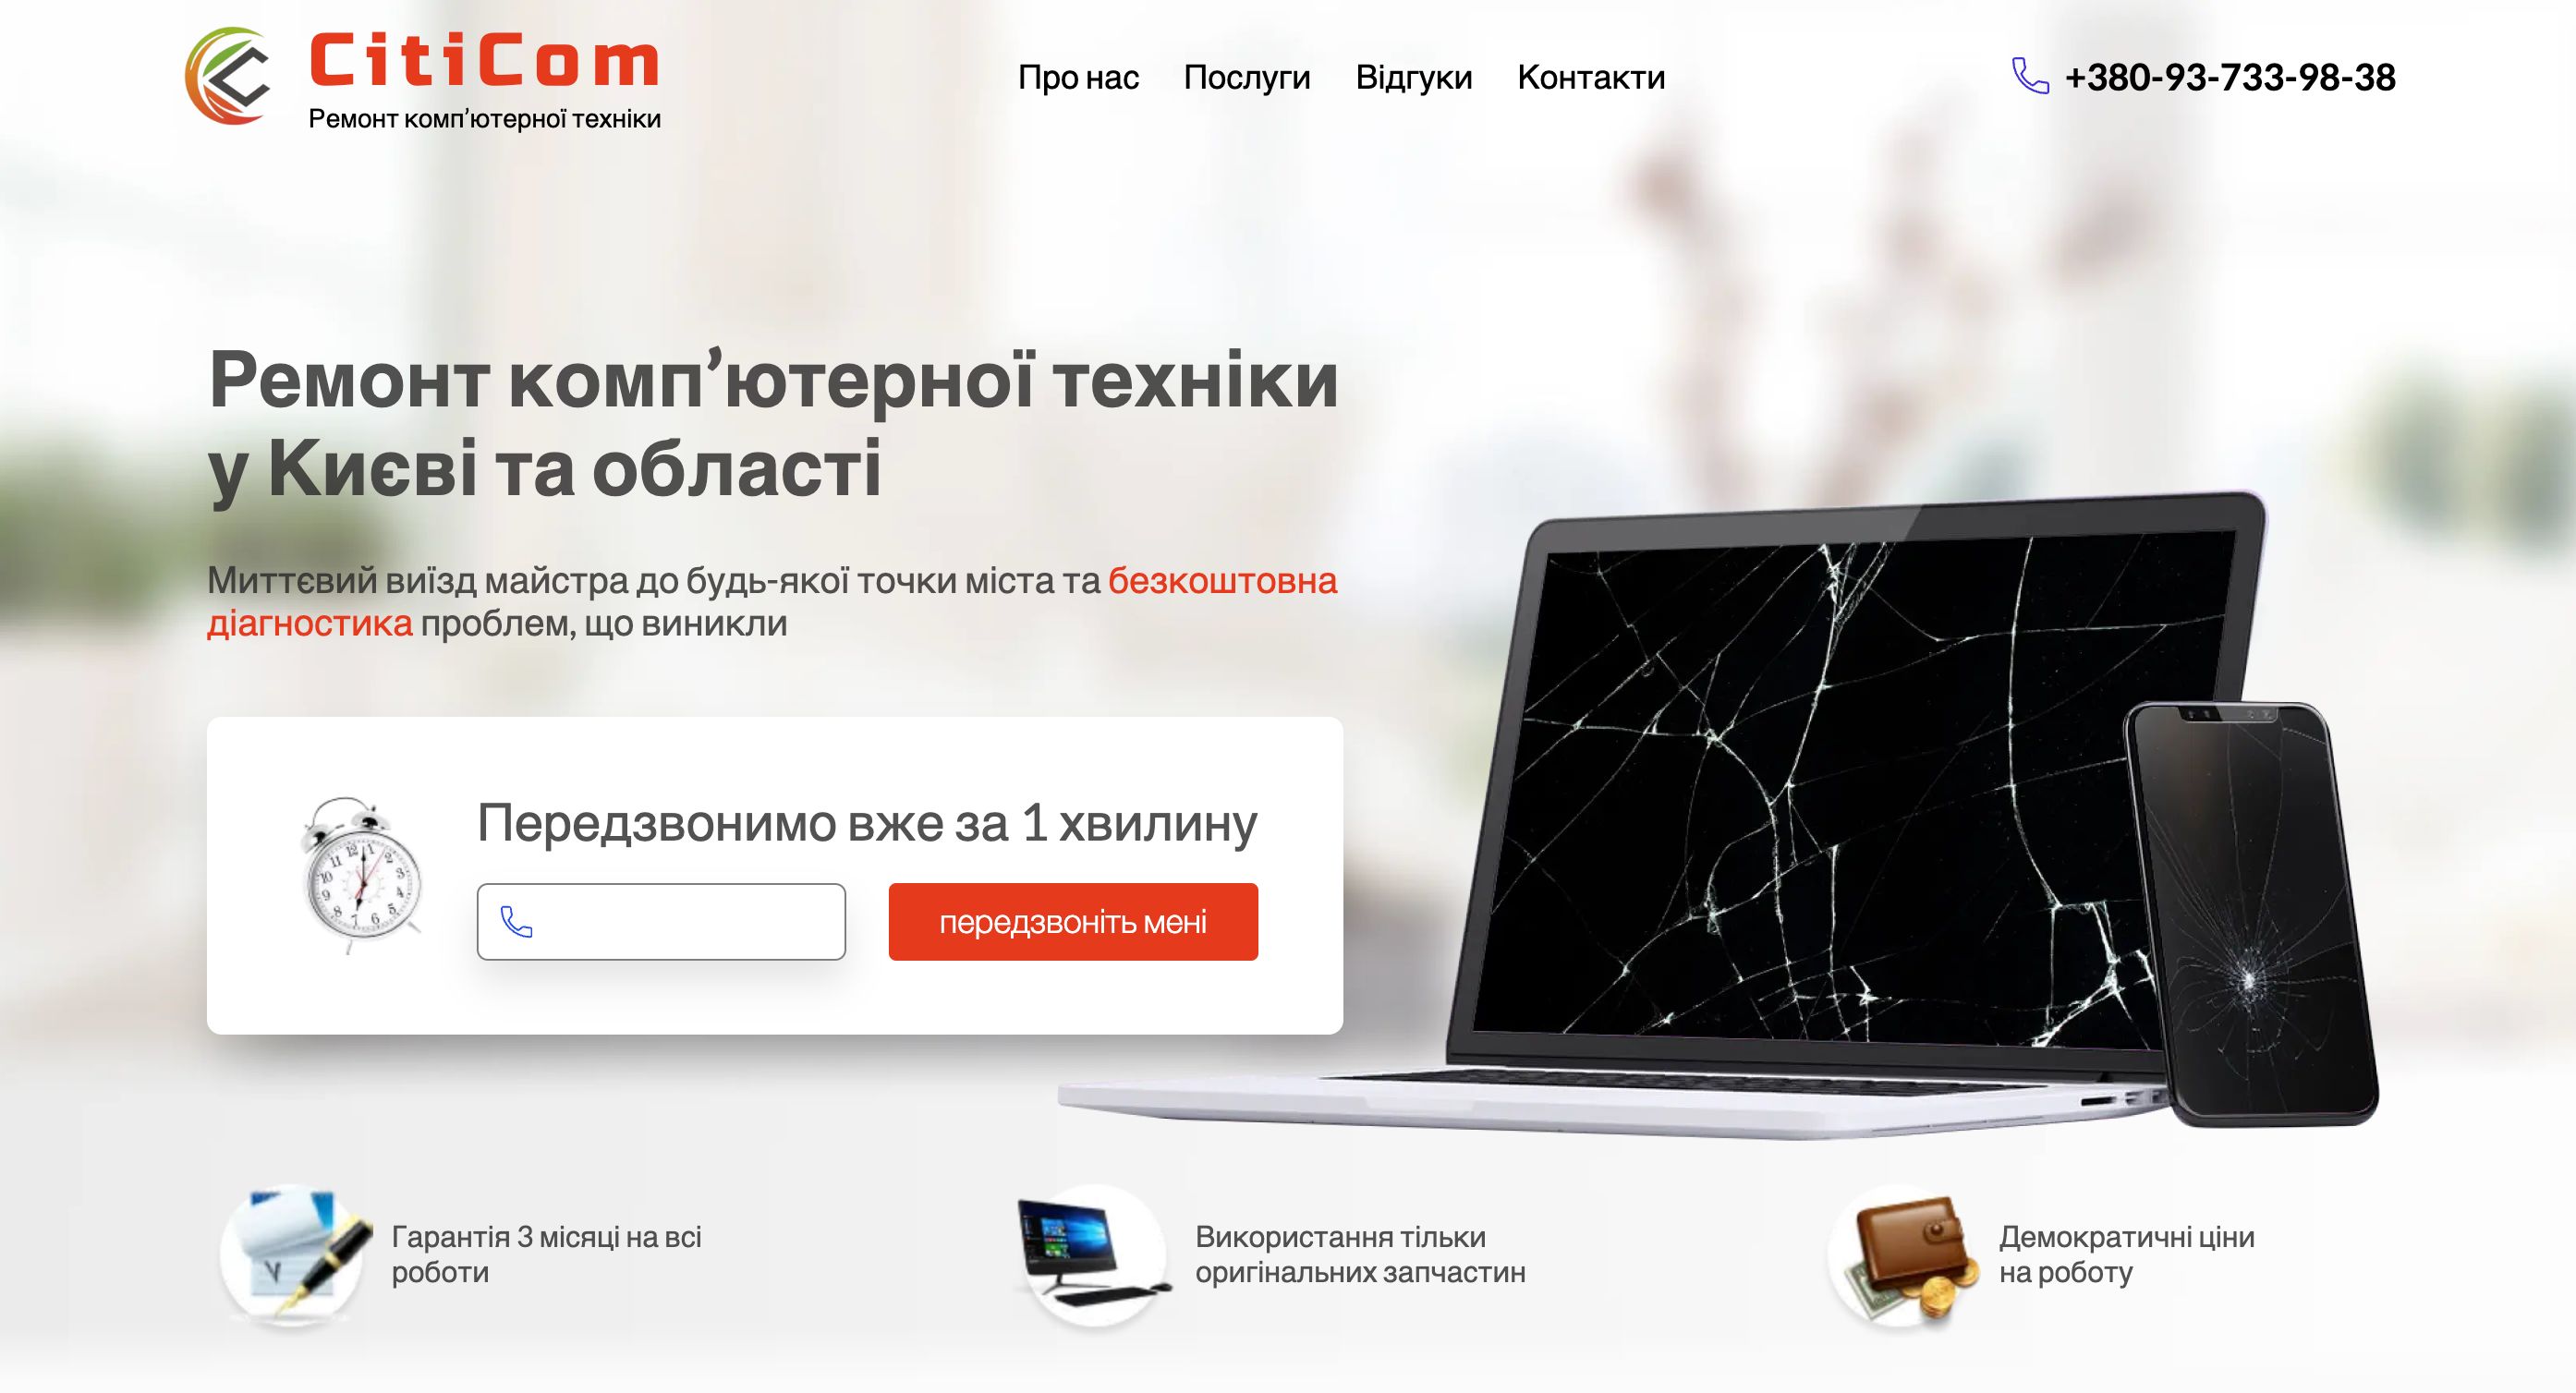 CitiCom
Ремонт комп’ютерної техніки
Про нас
Послуги
Відгуки
Контакти
+380-93-733-98-38
Ремонт комп’ютерної техніки
у Києві та області
Миттєвий виїзд майстра до будь-якої точки міста та безкоштовна
діагностика проблем, що виникли
Передзвонимо вже за 1 хвилину
передзвоніть мені
Гарантія 3 місяці на всі
роботи
Використання тільки
оригінальних запчастин
Демократичні ціни
на роботу